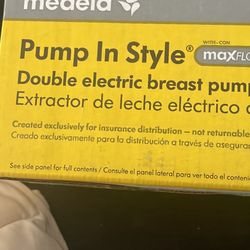 medela
WITH • CON
Pump In Style® maxFLO
Double electric breast pump
Extractor de leche eléctrico d
Created exclusively for insurance distribution – not returnable
Creado exclusivamente para la distribución a través de asegura
See side panel for full contents / Consulte el panel lateral para ver todo el contenido